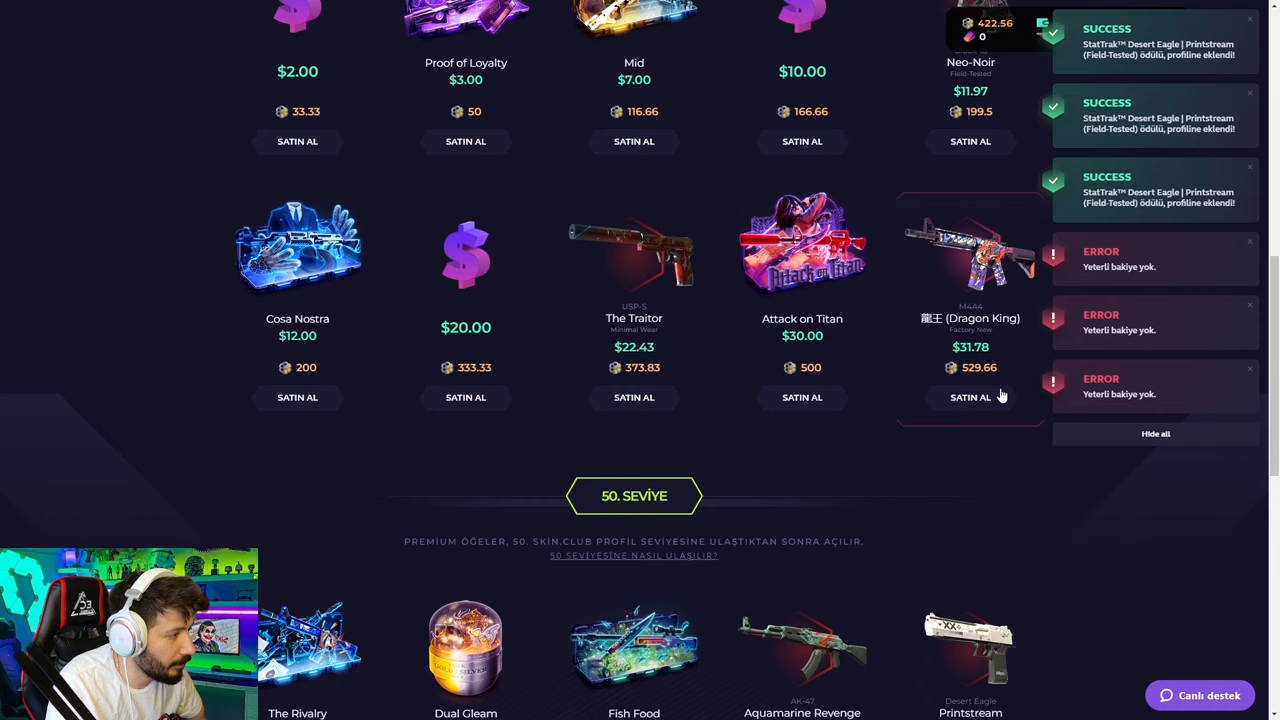 422.56
0
$2.00
33.33
SATIN AL
Proof of Loyalty
$3.00
50
SATIN AL
Mid
$7.00
116.66
SATIN AL
$10.00
166.66
SATIN AL
Neo-Noir
Field-Tested
$11.97
199.5
SATIN AL
SUCCESS
StatTrak™ Desert Eagle | Printstream
(Field-Tested) ödülü, profiline eklendi!
SUCCESS
StatTrak™ Desert Eagle | Printstream
(Field-Tested) ödülü, profiline eklendi!
SUCCESS
StatTrak™ Desert Eagle | Printstream
(Field-Tested) ödülü, profiline eklendi!
ERROR
Yeterli bakiye yok.
ERROR
Yeterli bakiye yok.
ERROR
Yeterli bakiye yok.
Hide all
Cosa Nostra
$12.00
200
SATIN AL
$20.00
333.33
SATIN AL
USP-S
The Traitor
Minimal Wear
$22.43
373.83
SATIN AL
Attack on Titan
Attack on Titan
$30.00
500
SATIN AL
M4A4
龍王 (Dragon King)
Factory New
$31.78
529.66
SATIN AL
50. SEVİYE
PREMIUM ÖĞELER, 50. SKIN.CLUB PROFİL SEVİYESİNE ULAŞTIKTAN SONRA AÇILIR.
50 SEVİYESİNE NASIL ULAŞILIR?
The Rivalry
Dual Gleam
Fish Food
AK-47
Aquamarine Revenge
Desert Eagle
Printstream
Canlı destek